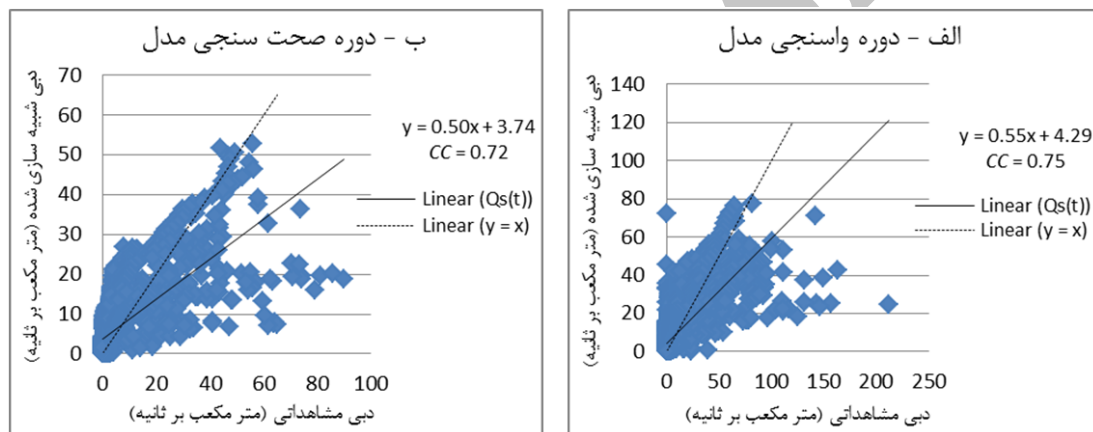 الف - دوره واسنجی مدل
دبی شبیه سازی شده (متر مکعب بر ثانیه)
140
120
100
80
60
40
20
0
y = 0.55x + 4.29
CC = 0.75
Linear (Qs(t))
Linear (y = x)
0 50 100 150 200 250
دبی مشاهداتی (متر مکعب بر ثانیه)
ب - دوره صحت سنجی مدل
دبی شبیه سازی شده (متر مکعب بر ثانیه)
70
60
50
40
30
20
10
0
y = 0.50x + 3.74
CC = 0.72
Linear (Qs(t))
Linear (y = x)
0 20 40 60 80 100
دبی مشاهداتی (متر مکعب بر ثانیه)